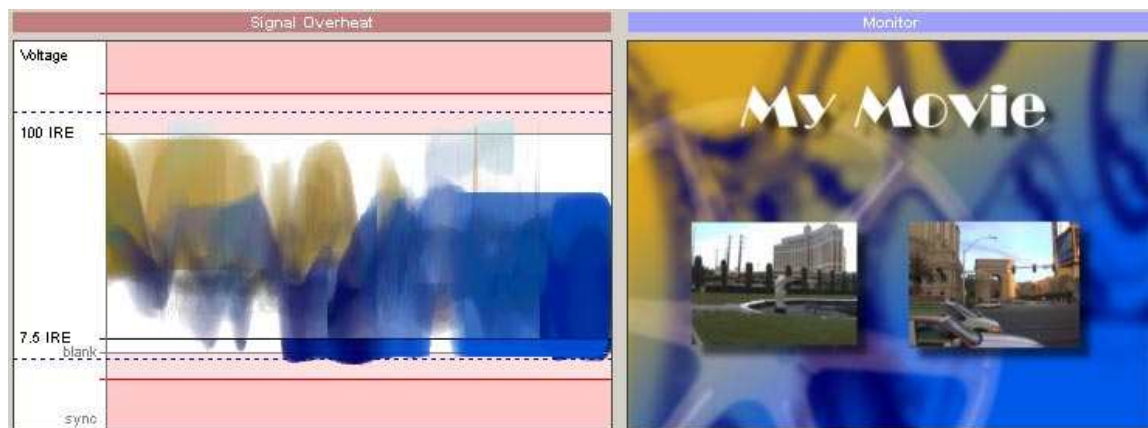 Signal Overheat
Monitor
Voltage
100 IRE
7.5 IRE
blank
sync
My Movie